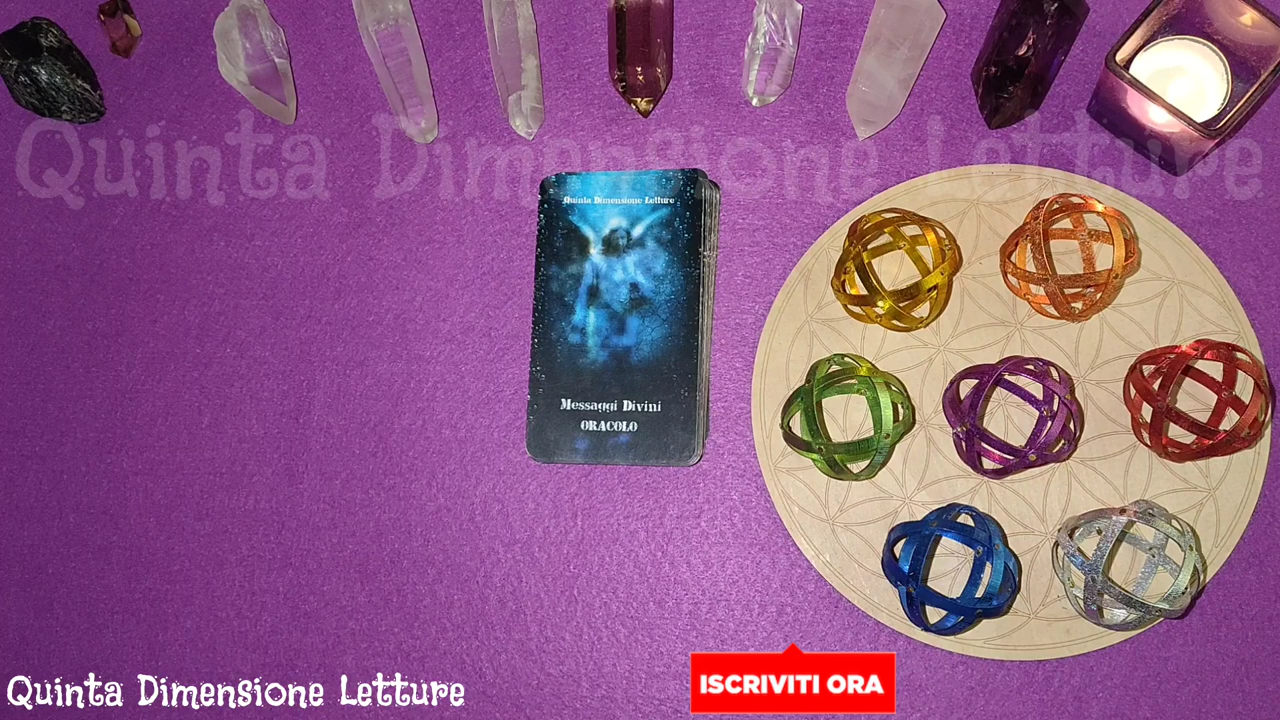 Quinta Dimensione Letture
Quinta Dimensione Letture
Messaggi Divini
ORACOLO
Quinta Dimensione Letture
ISCRIVITI ORA